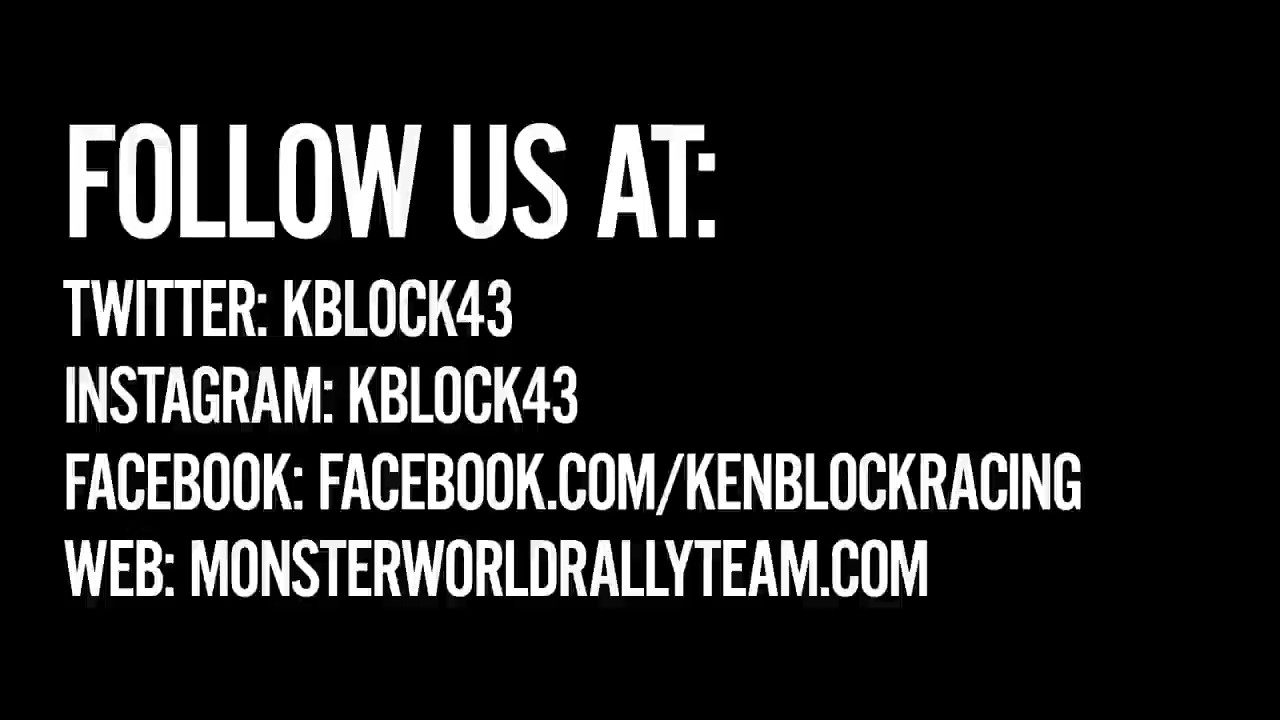 FOLLOW US AT:
TWITTER: KBLOCK43
INSTAGRAM: KBLOCK43
FACEBOOK: FACEBOOK.COM/KENBLOCKRACING
WEB: MONSTERWORLDRALLYTEAM.COM